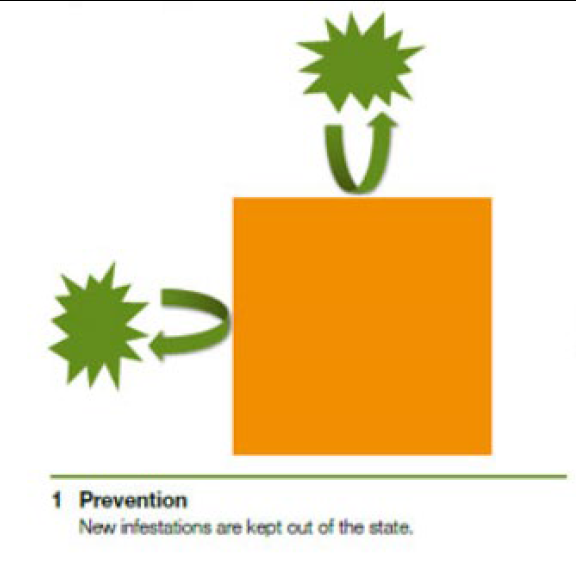 1 Prevention
New infestations are kept out of the state.